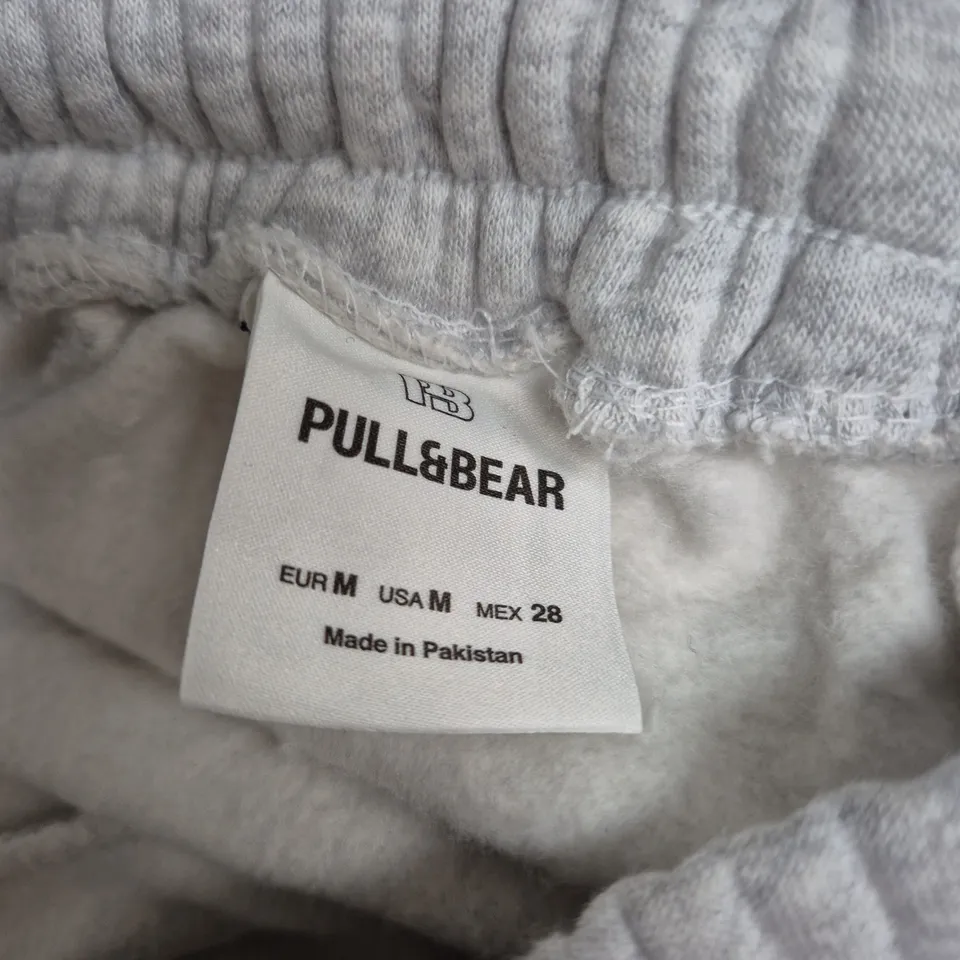 PB
PULL&BEAR
EUR M USA M MEX 28
Made in Pakistan